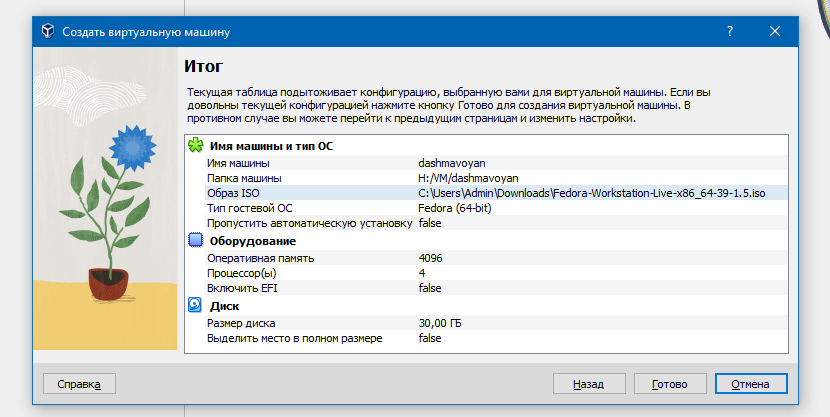 Создать виртуальную машину
?
Итог
Текущая таблица подытоживает конфигурацию, выбранную вами для виртуальной машины. Если вы
довольны текущей конфигурацией нажмите кнопку Готово для создания виртуальной машины. В
противном случае вы можете перейти к предыдущим страницам и изменить настройки.
Имя машины и тип ОС
Имя машины dashmavoyan
Папка машины H:/VM/dashmavoyan
Образ ISO C:\Users\Admin\Downloads\Fedora-Workstation-Live-x86_64-39-1.5.iso
Тип гостевой ОС Fedora (64-bit)
Пропустить автоматическую установку false
Оборудование
Оперативная память 4096
Процессор(ы) 4
Включить EFI false
Диск
Размер диска 30,00 ГБ
Выделить место в полном размере false
Справка Назад Готово Отмена